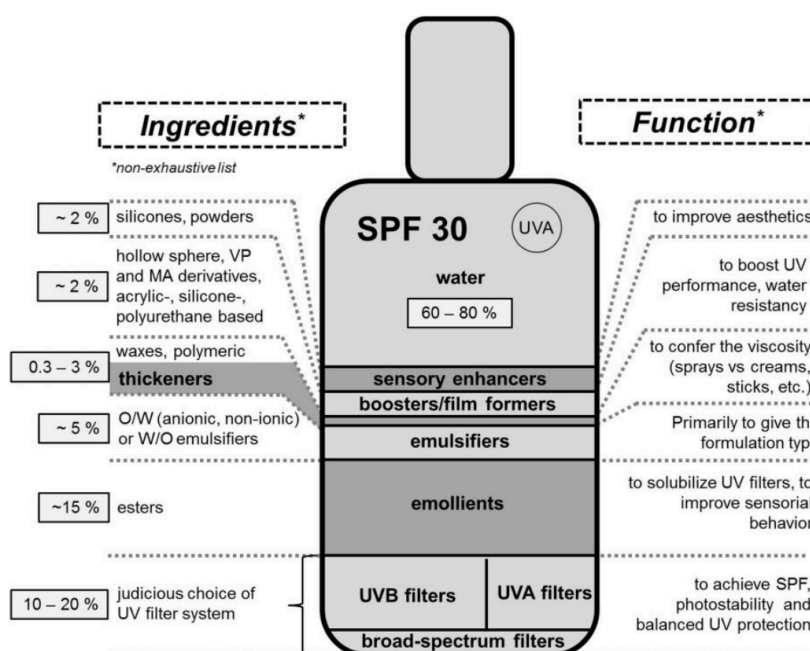 Ingredients*
Function*
*non-exhaustive list
~ 2 %
silicones, powders
SPF 30
UVA
to improve aesthetics
~ 2 %
hollow sphere, VP
and MA derivatives,
acrylic-, silicone-,
polyurethane based
water
60 – 80 %
to boost UV
performance, water
resistancy
0.3 – 3 %
waxes, polymeric
thickeners
sensory enhancers
boosters/film formers
to confer the viscosity
(sprays vs creams,
sticks, etc.)
~ 5 %
O/W (anionic, non-ionic)
or W/O emulsifiers
emulsifiers
Primarily to give th
formulation typ
~15 %
esters
emollients
to solubilize UV filters, to
improve sensorial
behavior
10 – 20 %
judicious choice of
UV filter system
UVB filters
UVA filters
broad-spectrum filters
to achieve SPF,
photostability and
balanced UV protection